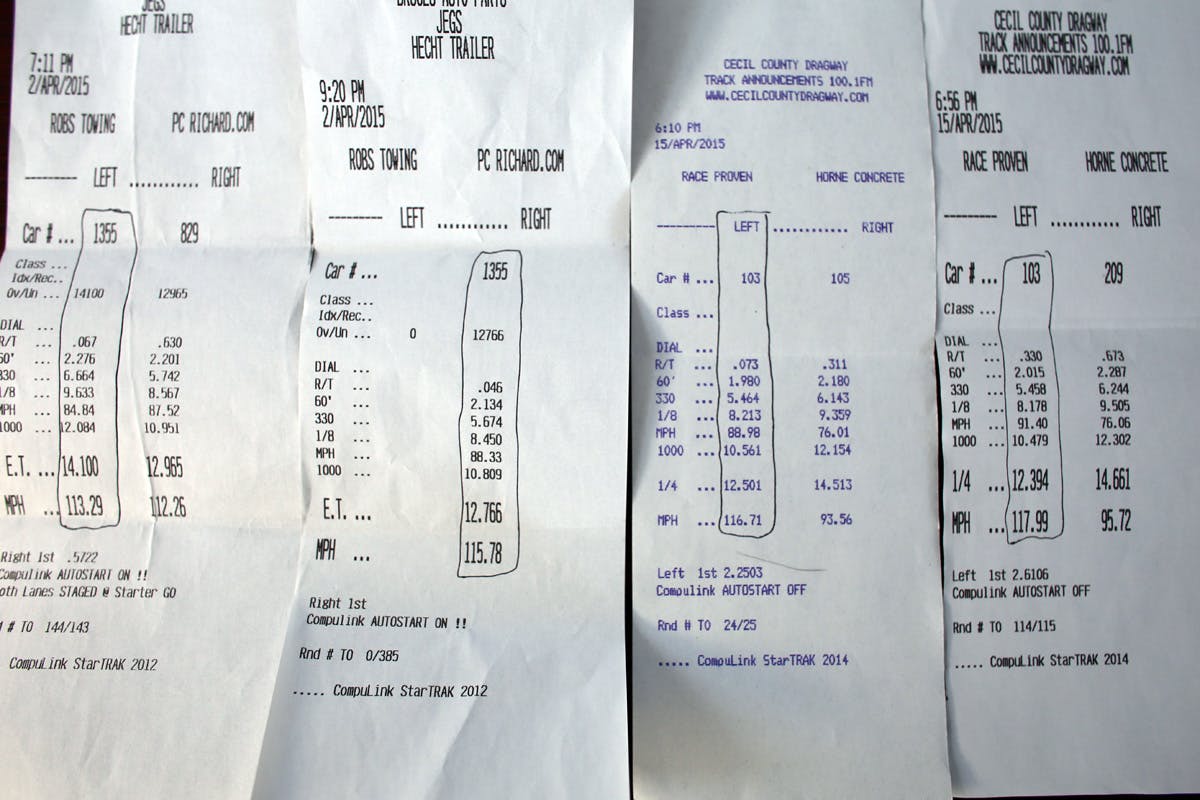 JEGS
HECHT TRAILER
7:11 PM
2/APR/2015
ROBS TOWING PC RICHARD.COM
--------- LEFT ............ RIGHT
Car # ... 1355 829
Class ...
Idx/Rec..
Ov/Un ... 14100 12965
DIAL ...
R/T ... .067 .630
60' ... 2.276 2.201
330 ... 6.664 5.742
1/8 ... 9.633 8.567
MPH ... 84.84 87.52
1000 ... 12.084 10.951
E.T. ... 14.100 12.965
MPH ... 113.29 112.26
Right 1st .5722
CompuLink AUTOSTART ON !!
oth Lanes STAGED @ Starter GO
# TO 144/143
CompuLink StarTRAK 2012
AUTO PARTS
JEGS
HECHT TRAILER
9:20 PM
2/APR/2015
ROBS TOWING PC RICHARD.COM
--------- LEFT ............ RIGHT
Car # ... 1355
Class ...
Idx/Rec..
Ov/Un ... 0 12766
DIAL ...
R/T ... .046
60' ... 2.134
330 ... 5.674
1/8 ... 8.450
MPH ... 88.33
1000 ... 10.809
E.T. ... 12.766
MPH ... 115.78
Right 1st
Compulink AUTOSTART ON !!
Rnd # TO 0/385
..... CompuLink StarTRAK 2012
CECIL COUNTY DRAGWAY
TRACK ANNOUNCEMENTS 100.1FM
WWW.CECILCOUNTYDRAGWAY.COM
6:10 PM
15/APR/2015
RACE PROVEN HORNE CONCRETE
--------- LEFT ............ RIGHT
Car # ... 103 105
Class ...
DIAL ...
R/T ... .073 .311
60' ... 1.980 2.180
330 ... 5.464 6.143
1/8 ... 8.213 9.359
MPH ... 88.98 76.01
1000 ... 10.561 12.154
1/4 ... 12.501 14.513
MPH ... 116.71 93.56
Left 1st 2.2503
Compulink AUTOSTART OFF
Rnd # TO 24/25
..... CompuLink StarTRAK 2014
CECIL COUNTY DRAGWAY
TRACK ANNOUNCEMENTS 100.1FM
WWW.CECILCOUNTYDRAGWAY.COM
6:56 PM
15/APR/2015
RACE PROVEN HORNE CONCRETE
--------- LEFT ............ RIGHT
Car # ... 103 209
Class ...
DIAL ...
R/T ... .330 .673
60' ... 2.015 2.287
330 ... 5.458 6.244
1/8 ... 8.178 9.505
MPH ... 91.40 76.06
1000 ... 10.479 12.302
1/4 ... 12.394 14.661
MPH ... 117.99 95.72
Left 1st 2.6106
Compulink AUTOSTART OFF
Rnd # TO 114/115
..... CompuLink StarTRAK 2014